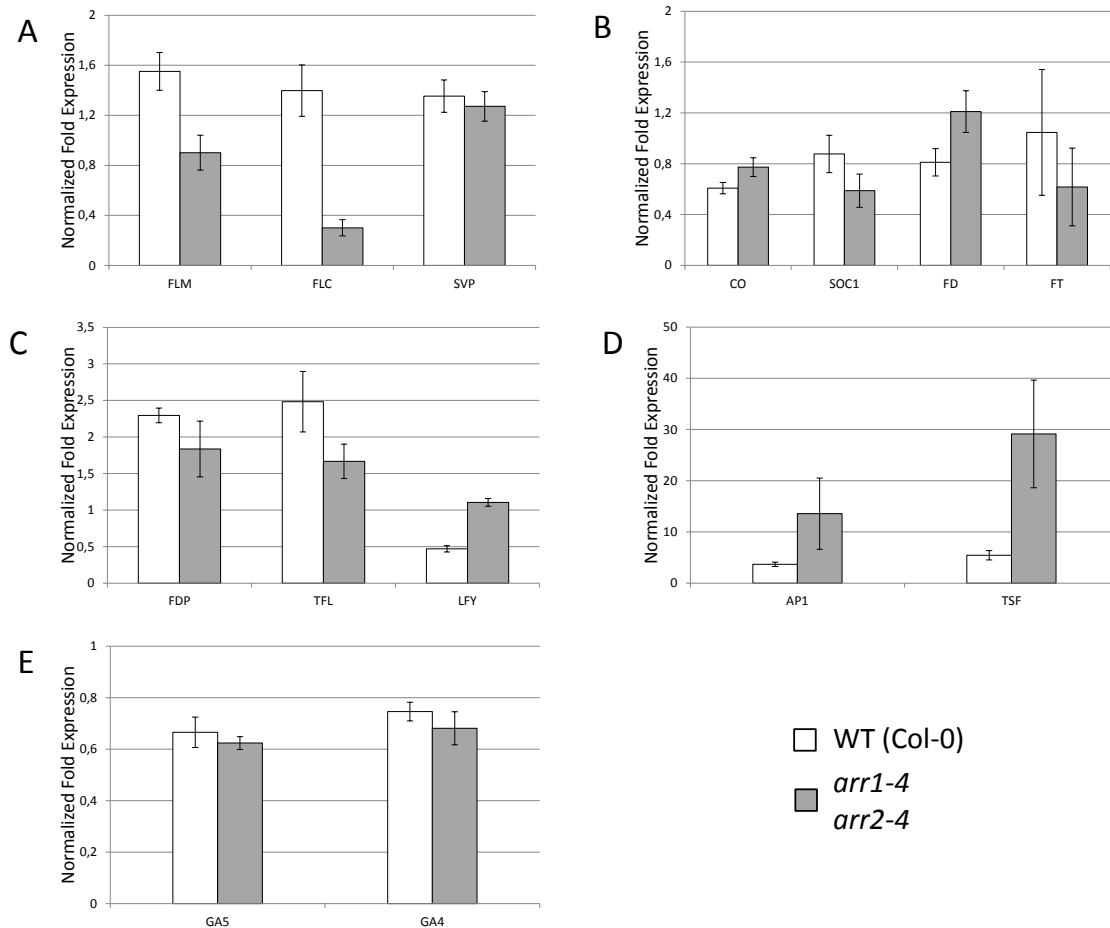 A
Normalized Fold Expression
2
1,6
1,2
0,8
0,4
0
FLM FLC SVP
B
Normalized Fold Expression
2
1,6
1,2
0,8
0,4
0
CO SOC1 FD FT
C
Normalized Fold Expression
3,5
3
2,5
2
1,5
1
0,5
0
FDP TFL LFY
D
Normalized Fold Expression
50
40
30
20
10
0
AP1 TSF
E
Normalized Fold Expression
1
0,8
0,6
0,4
0,2
0
GA5 GA4
WT (Col-0)
arr1-4
arr2-4